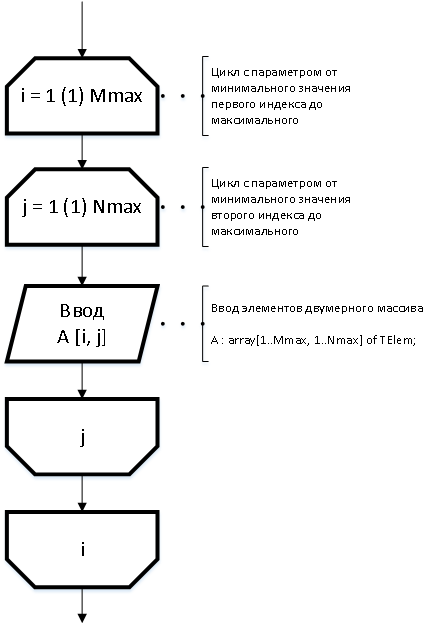 i = 1 (1) Mmax
Цикл с параметром от
минимального значения
первого индекса до
максимального
j = 1 (1) Nmax
Цикл с параметром от
минимального значения
второго индекса до
максимального
Ввод
A [i, j]
Ввод элементов двумерного массива
A : array[1..Mmax, 1..Nmax] of TElem;
j
i